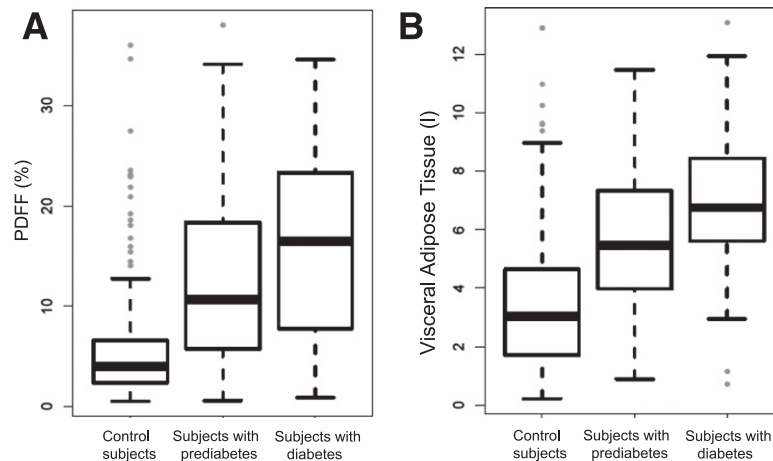 A
PDFF (%)
30
20
10
0
Control
subjects
Subjects with
prediabetes
Subjects with
diabetes
B
Visceral Adipose Tissue (l)
12
10
8
6
4
2
0
Control
subjects
Subjects with
prediabetes
Subjects with
diabetes